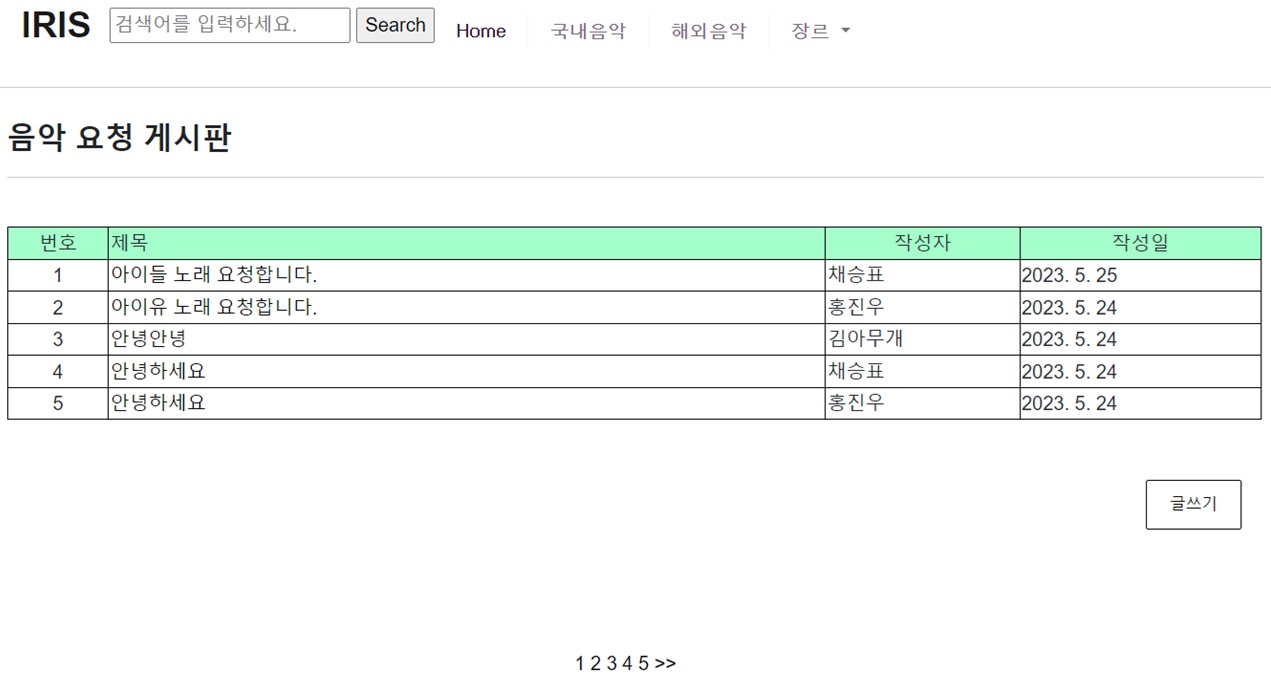 IRIS 검색어를 입력하세요. Search Home 국내음악 해외음악 장르
음악 요청 게시판
번호 제목 작성자 작성일
1 아이들 노래 요청합니다. 채승표 2023. 5. 25
2 아이유 노래 요청합니다. 홍진우 2023. 5. 24
3 안녕안녕 김아무개 2023. 5. 24
4 안녕하세요 채승표 2023. 5. 24
5 안녕하세요 홍진우 2023. 5. 24
글쓰기
1 2 3 4 5 >>